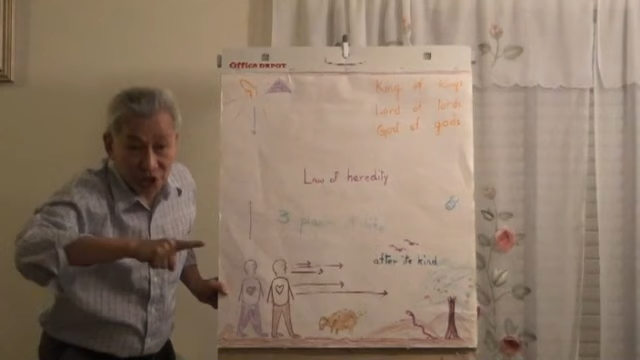 Office DEPOT
King of Kings
Lord of lords
God of gods
Law of heredity
3
after its kind